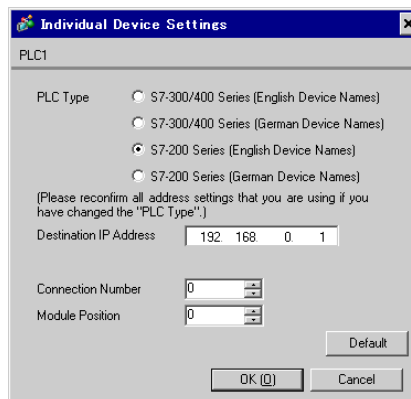 Individual Device Settings
PLC1
PLC Type
S7-300/400 Series (English Device Names)
S7-300/400 Series (German Device Names)
S7-200 Series (English Device Names)
S7-200 Series (German Device Names)
(Please reconfirm all address settings that you are using if you
have changed the "PLC Type".)
Destination IP Address 192. 168. 0. 1
Connection Number 0
Module Position 0
Default
OK (O) Cancel